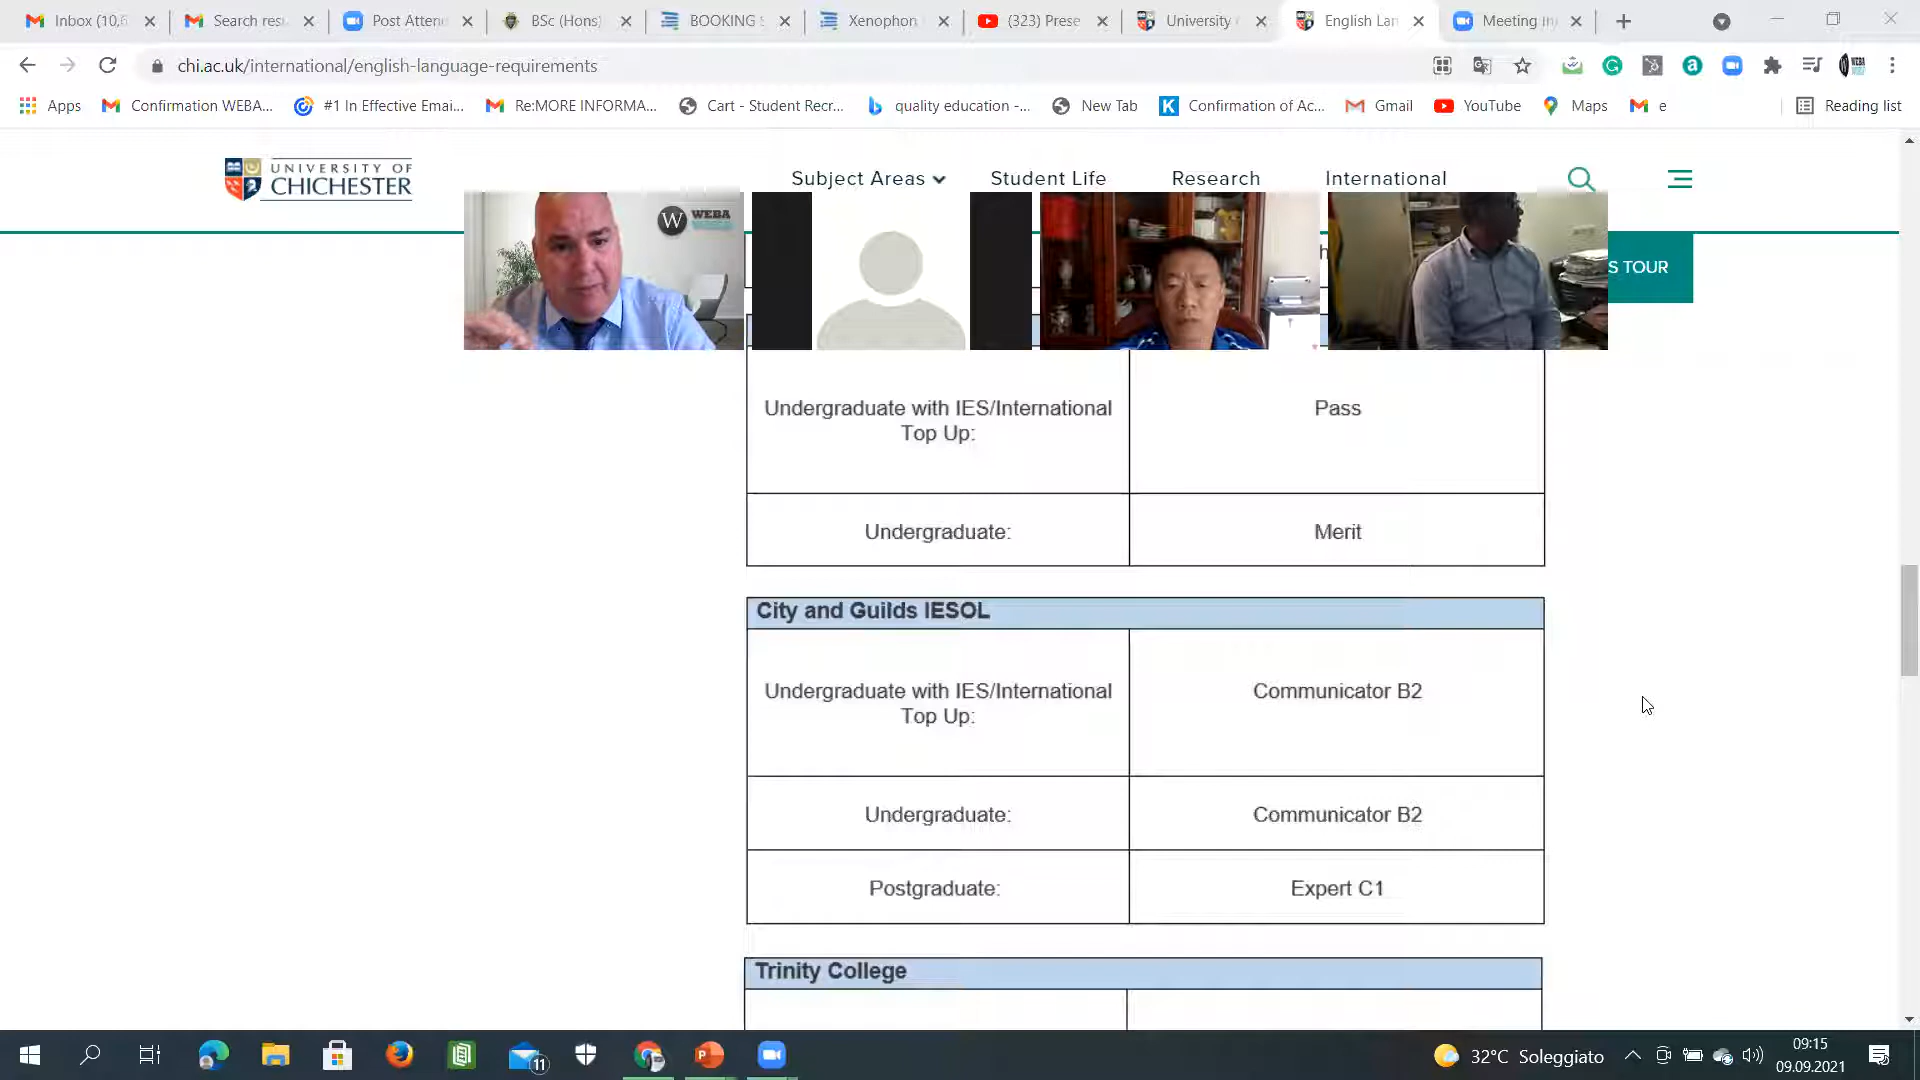 Inbox (10,6
Search resu
Post Atten
BSc (Hons)
BOOKING S
Xenophon
(323) Prese
University
English Lan
Meeting in
chi.ac.uk/international/english-language-requirements
Apps
Confirmation WEBA...
#1 In Effective Emai...
Re:MORE INFORMA...
Cart - Student Recr...
quality education -...
New Tab
Confirmation of Ac...
Gmail
YouTube
Maps
e
Reading list
UNIVERSITY OF
CHICHESTER
Subject Areas
Student Life
Research
International
W WEBA
S TOUR
Undergraduate with IES/International
Top Up:
Pass
Undergraduate:
Merit
City and Guilds IESOL
Undergraduate with IES/International
Top Up:
Communicator B2
Undergraduate:
Communicator B2
Postgraduate:
Expert C1
Trinity College
11
32°C Soleggiato
09:15
09.09.2021